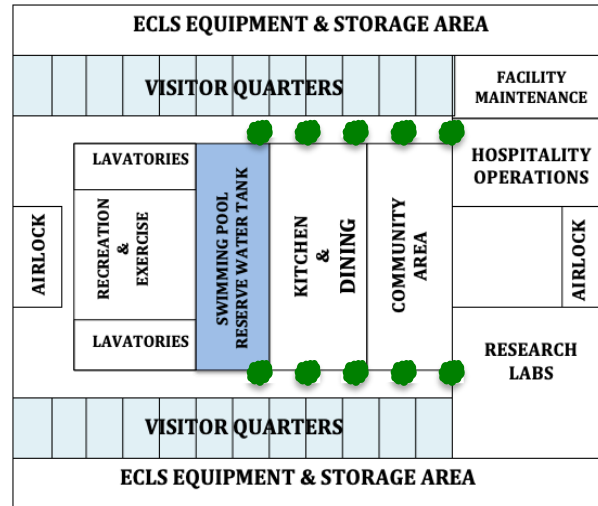 ECLS EQUIPMENT & STORAGE AREA
VISITOR QUARTERS
FACILITY
MAINTENANCE
LAVATORIES
HOSPITALITY
OPERATIONS
AIRLOCK
RECREATION
&
EXERCISE
SWIMMING POOL
RESERVE WATER TANK
KITCHEN
&
DINING
COMMUNITY
AREA
AIRLOCK
LAVATORIES
RESEARCH
LABS
VISITOR QUARTERS
ECLS EQUIPMENT & STORAGE AREA